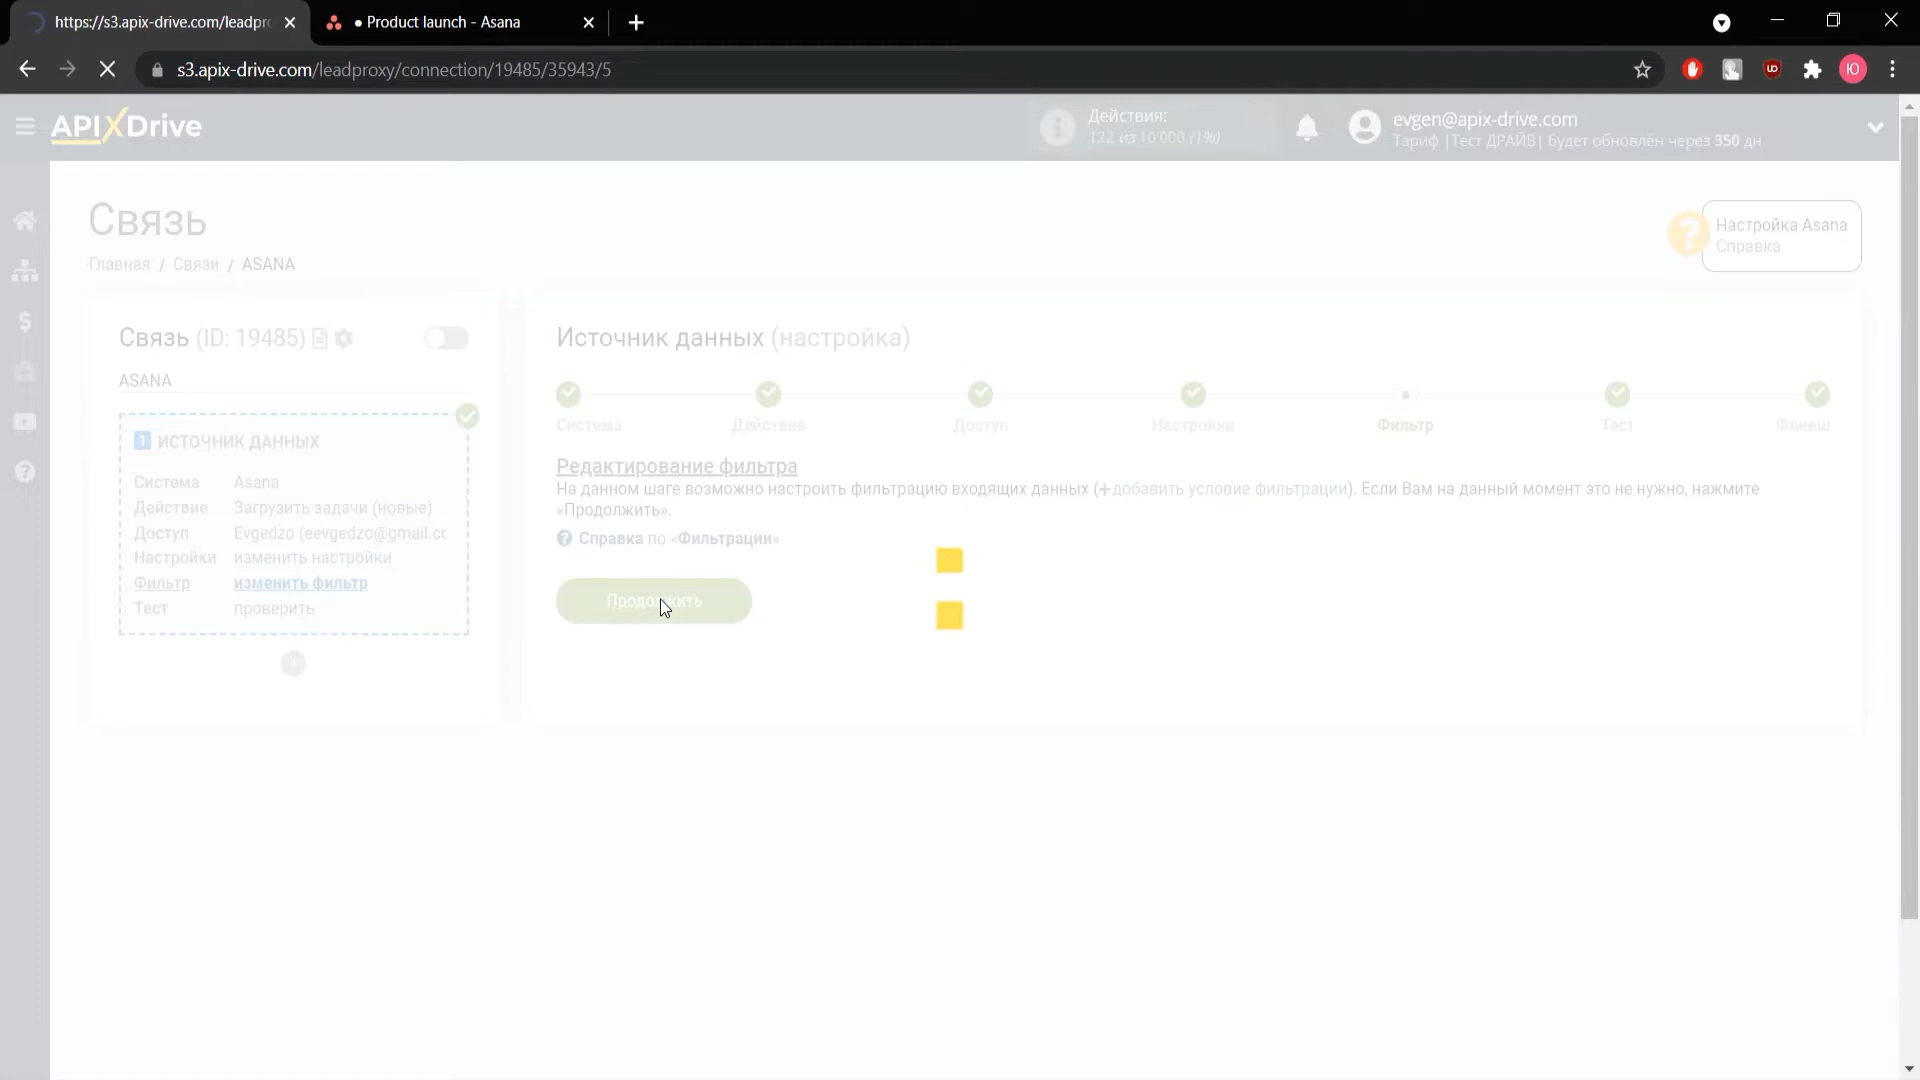 https://s3.apix-drive.com/leadpro
Product launch - Asana
s3.apix-drive.com/leadproxy/connection/19485/35943/5
Ю
APIXDrive
Действия:
122 из 10'000 (1%)
evgen@apix-drive.com
Тариф |Тест ДРАЙВ| будет обновлён через 350 дн
Связь
Главная / Связи / ASANA
Настройка Asana
Справка
Связь (ID: 19485)
ASANA
1 ИСТОЧНИК ДАННЫХ
Система Asana
Действие Загрузить задачи (новые)
Доступ Evgedzo (eevgedzo@gmail.cc
Настройки изменить настройки
Фильтр изменить фильтр
Тест проверить
Источник данных (настройка)
Система Действие Доступ Настройки Фильтр Тест Финиш
Редактирование фильтра
На данном шаге возможно настроить фильтрацию входящих данных (+добавить условие фильтрации). Если Вам на данный момент это не нужно, нажмите
«Продолжить».
Справка по «Фильтрации»
Продолжить